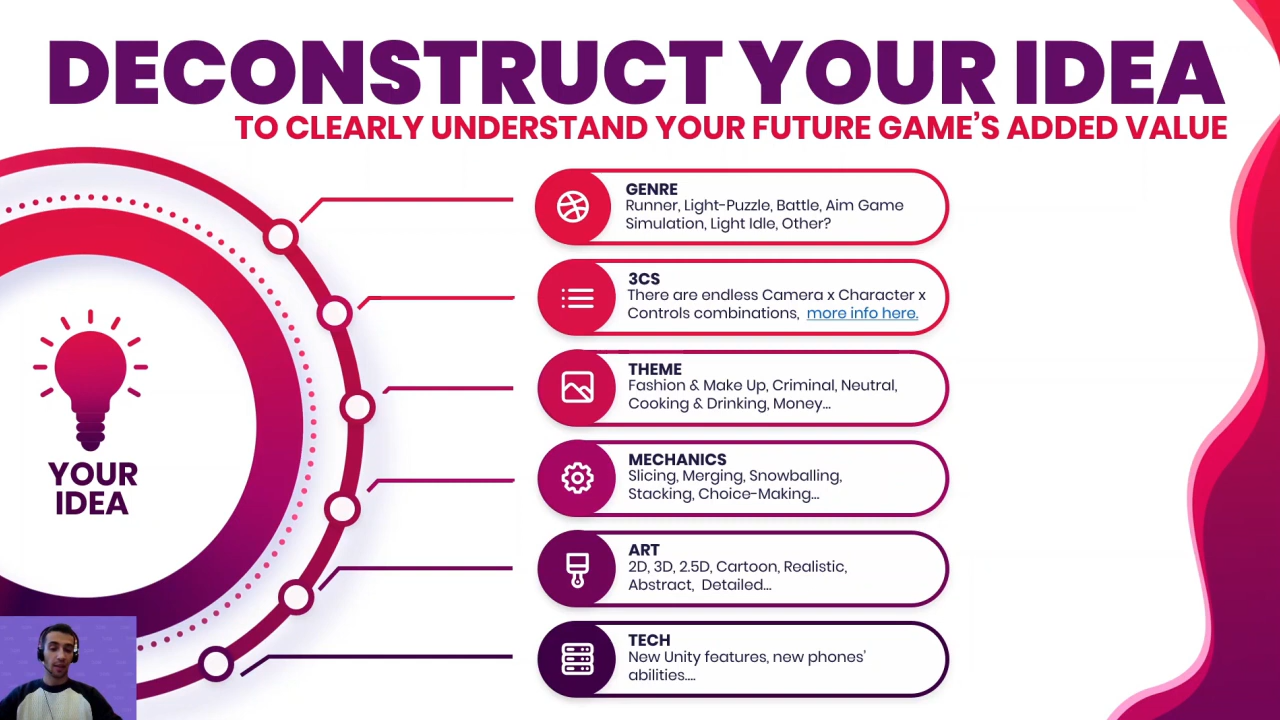 DECONSTRUCT YOUR IDEA
TO CLEARLY UNDERSTAND YOUR FUTURE GAME'S ADDED VALUE
YOUR
IDEA
GENRE
Runner, Light-Puzzle, Battle, Aim Game
Simulation, Light Idle, Other?
3CS
There are endless Camera x Character x
Controls combinations, more info here.
THEME
Fashion & Make Up, Criminal, Neutral,
Cooking & Drinking, Money...
MECHANICS
Slicing, Merging, Snowballing,
Stacking, Choice-Making...
ART
2D, 3D, 2.5D, Cartoon, Realistic,
Abstract, Detailed...
TECH
New Unity features, new phones'
abilities....